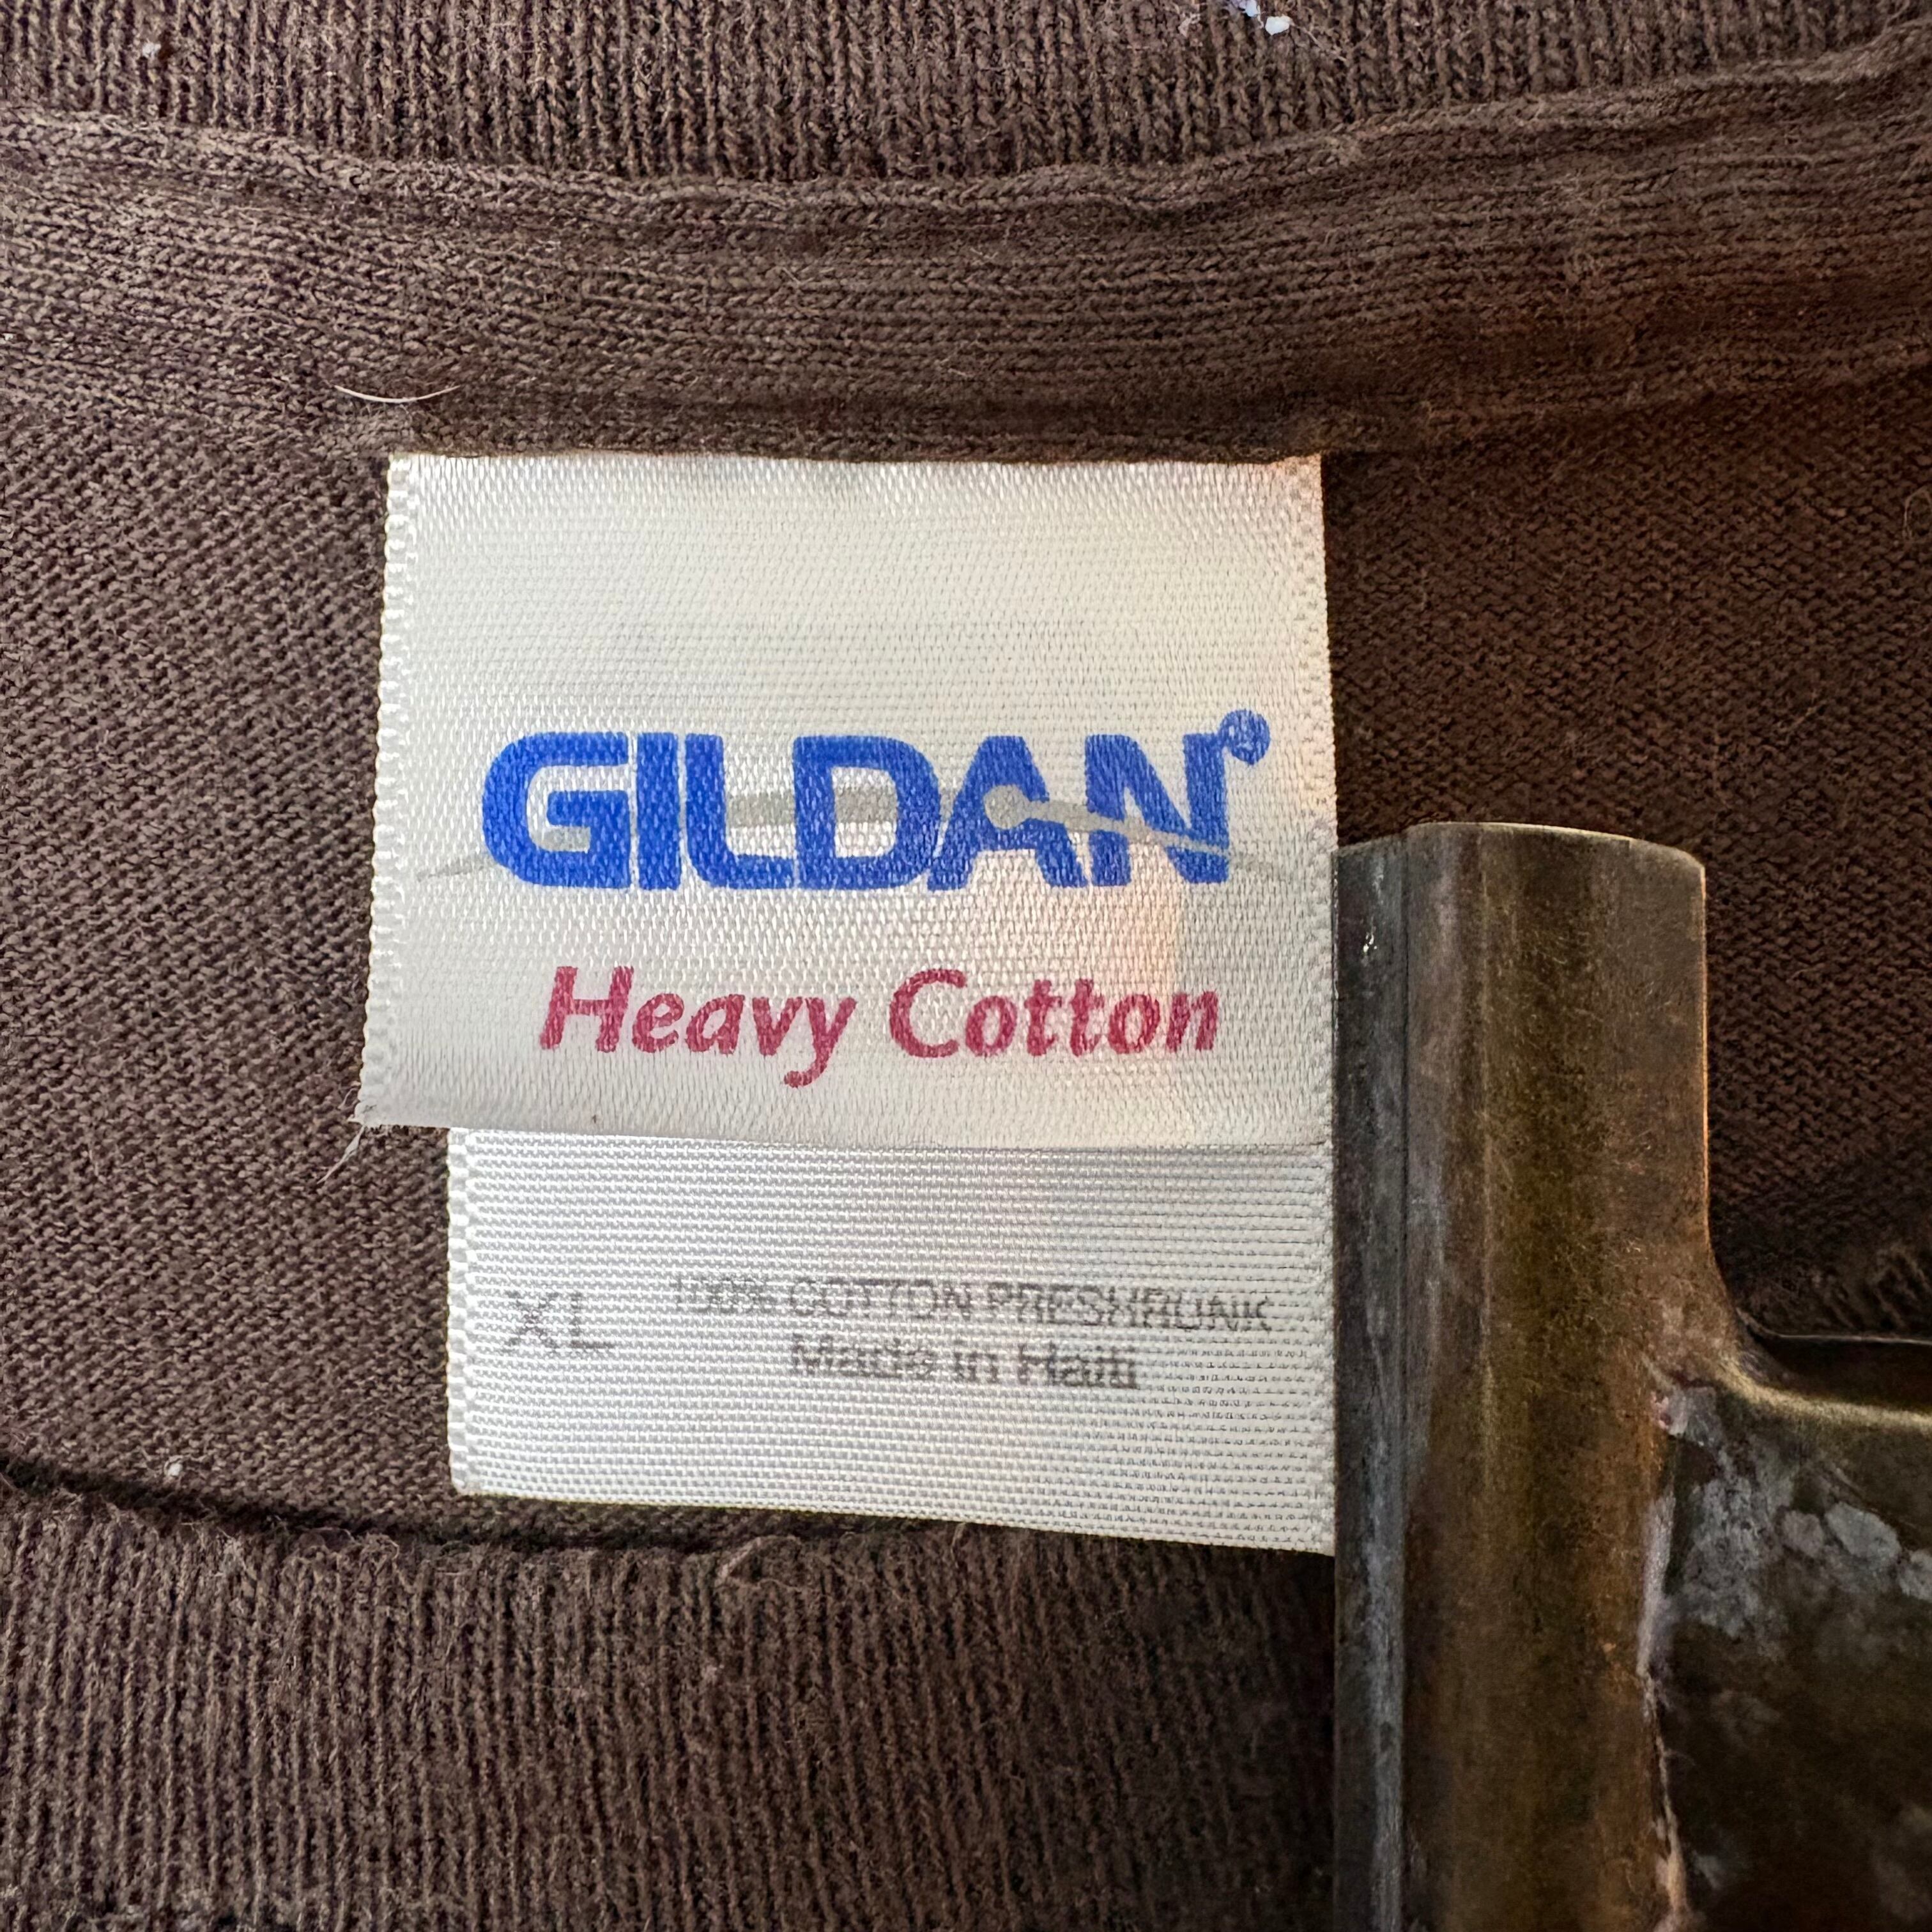 GILDAN®
Heavy Cotton
XL 100% COTTON PRESHRUNK
Made in Haiti